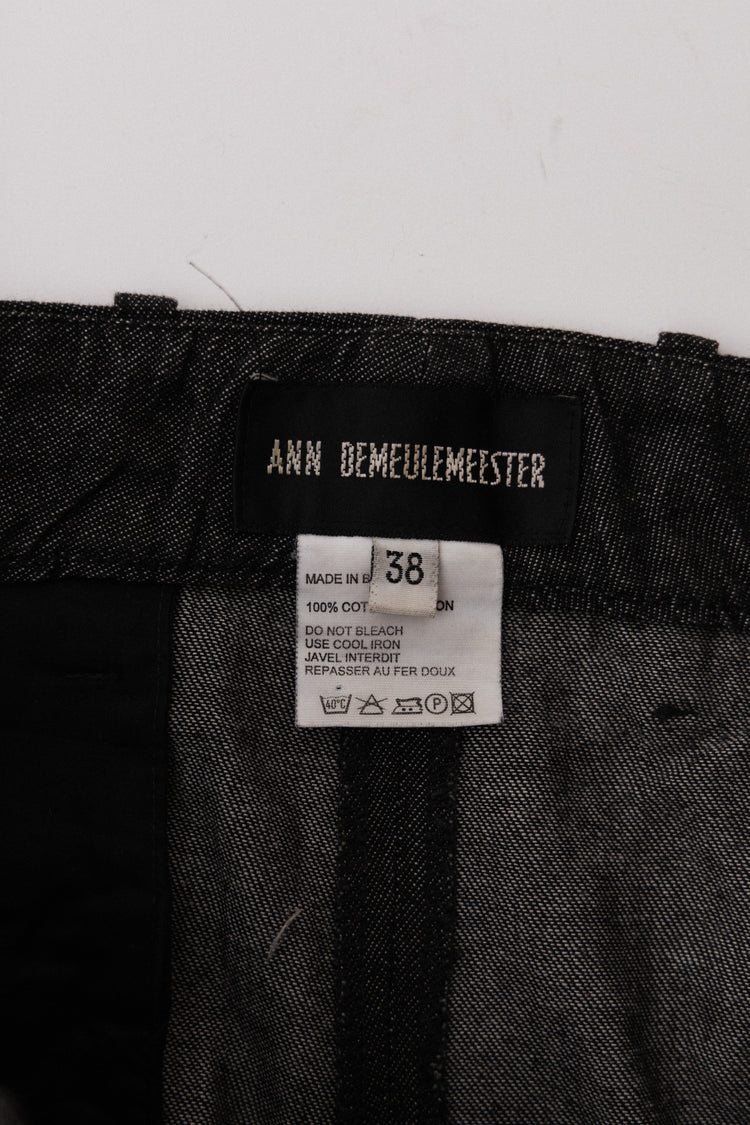 ANN DEMEULEMEESTER
38
MADE IN B
100% COT ON
DO NOT BLEACH
USE COOL IRON
JAVEL INTERDIT
REPASSER AU FER DOUX
40°C P